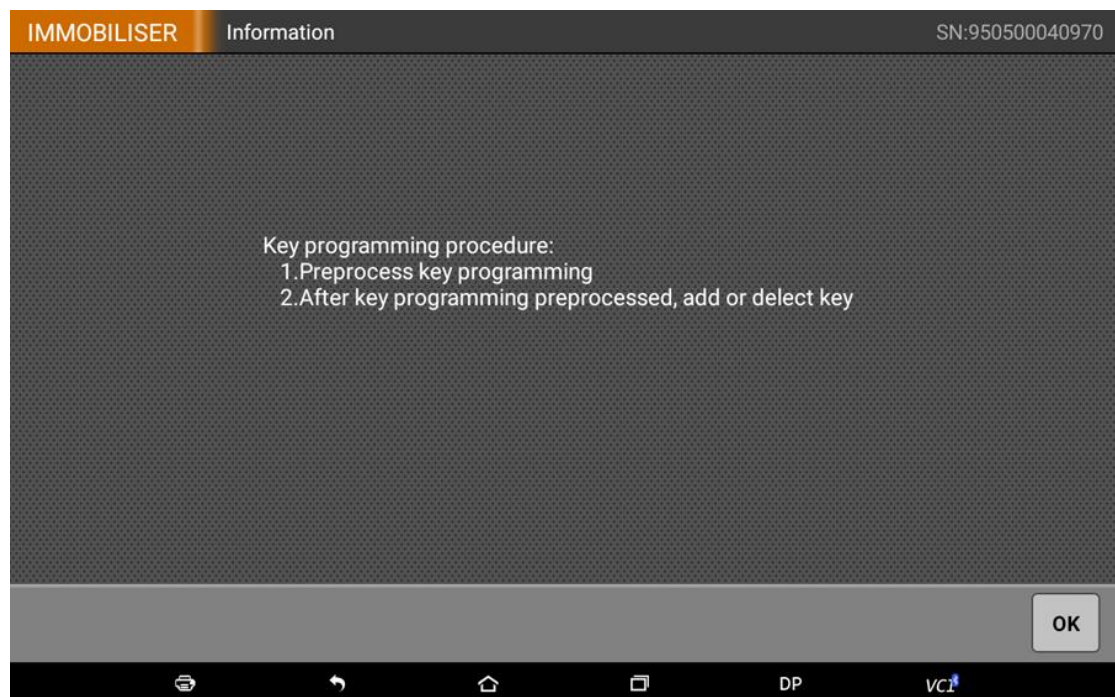 IMMOBILISER
Information
SN:950500040970
Key programming procedure:
1.Preprocess key programming
2.After key programming preprocessed, add or delect key
OK
DP
VCI